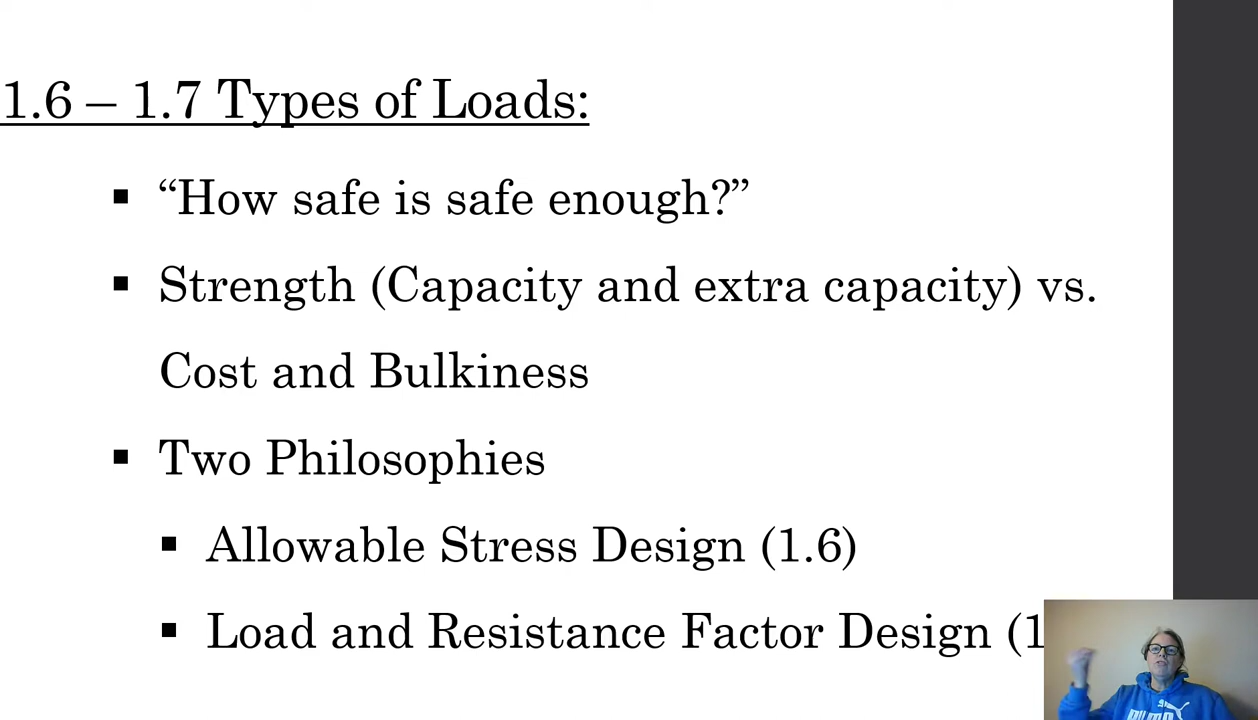 1.6 – 1.7 Types of Loads:
▪ “How safe is safe enough?”
▪ Strength (Capacity and extra capacity) vs.
Cost and Bulkiness
▪ Two Philosophies
▪ Allowable Stress Design (1.6)
▪ Load and Resistance Factor Design (1